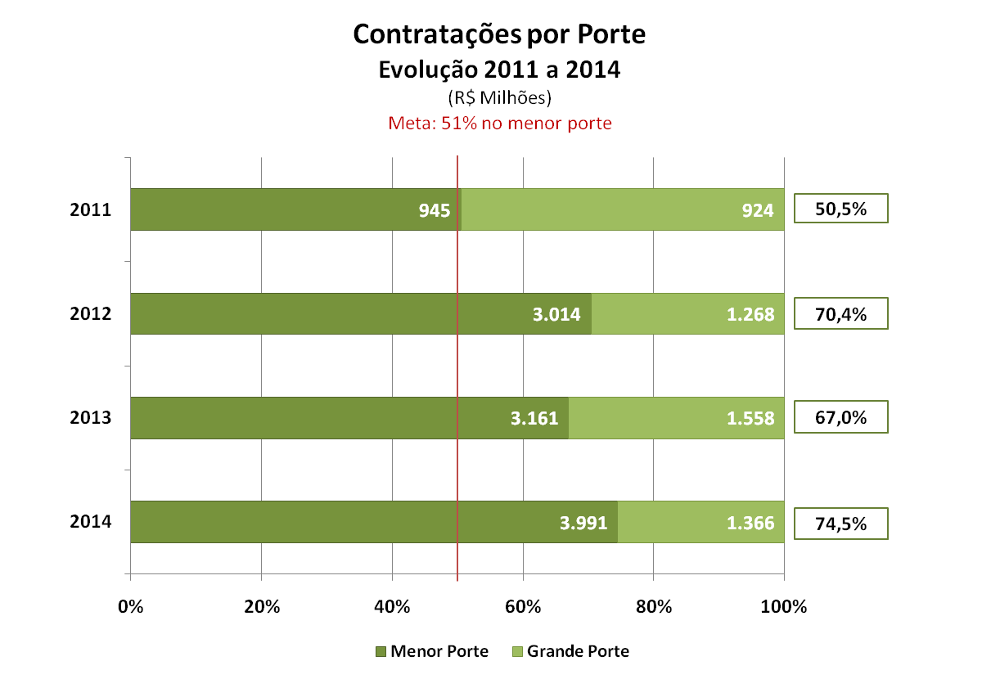 Contratações por Porte
Evolução 2011 a 2014
(R$ Milhões)
Meta: 51% no menor porte
2011 945 924 50,5%
2012 3.014 1.268 70,4%
2013 3.161 1.558 67,0%
2014 3.991 1.366 74,5%
0% 20% 40% 60% 80% 100%
Menor Porte Grande Porte